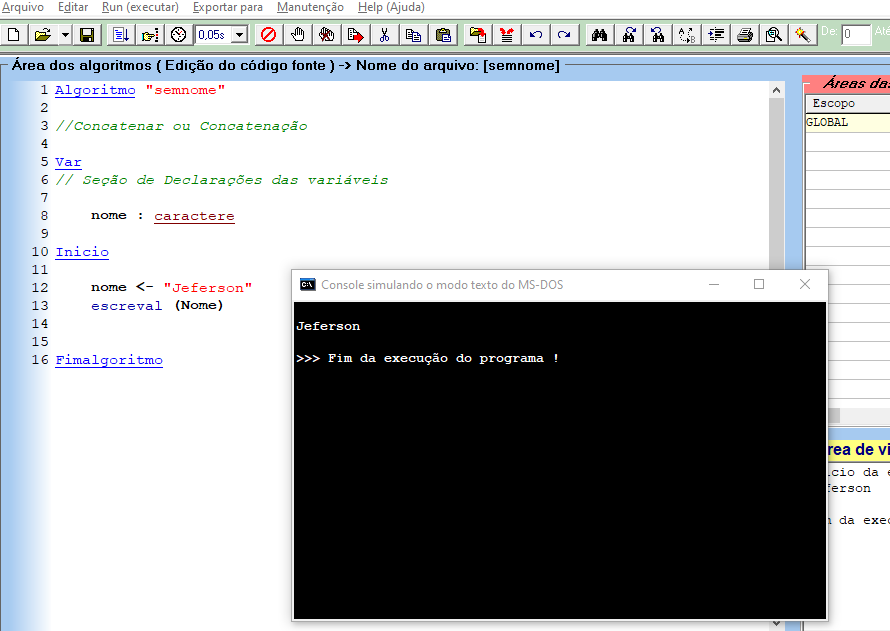 Arquivo Editar Run (executar) Exportar para Manutenção Help (Ajuda)
0,05s De: 0 Até
Área dos algoritmos ( Edição do código fonte ) -> Nome do arquivo: [semnome]
Áreas das
Escopo
GLOBAL
1 Algoritmo "semnome"
2
3 //Concatenar ou Concatenação
4
5 Var
6 // Seção de Declarações das variáveis
7
8 nome : caractere
9
10 Inicio
11
12 nome <- "Jeferson"
13 escreval (Nome)
14
15
16 Fimalgoritmo
Console simulando o modo texto do MS-DOS
Jeferson
>>> Fim da execução do programa !
rea de vi
icio da e
ferson
m da exec